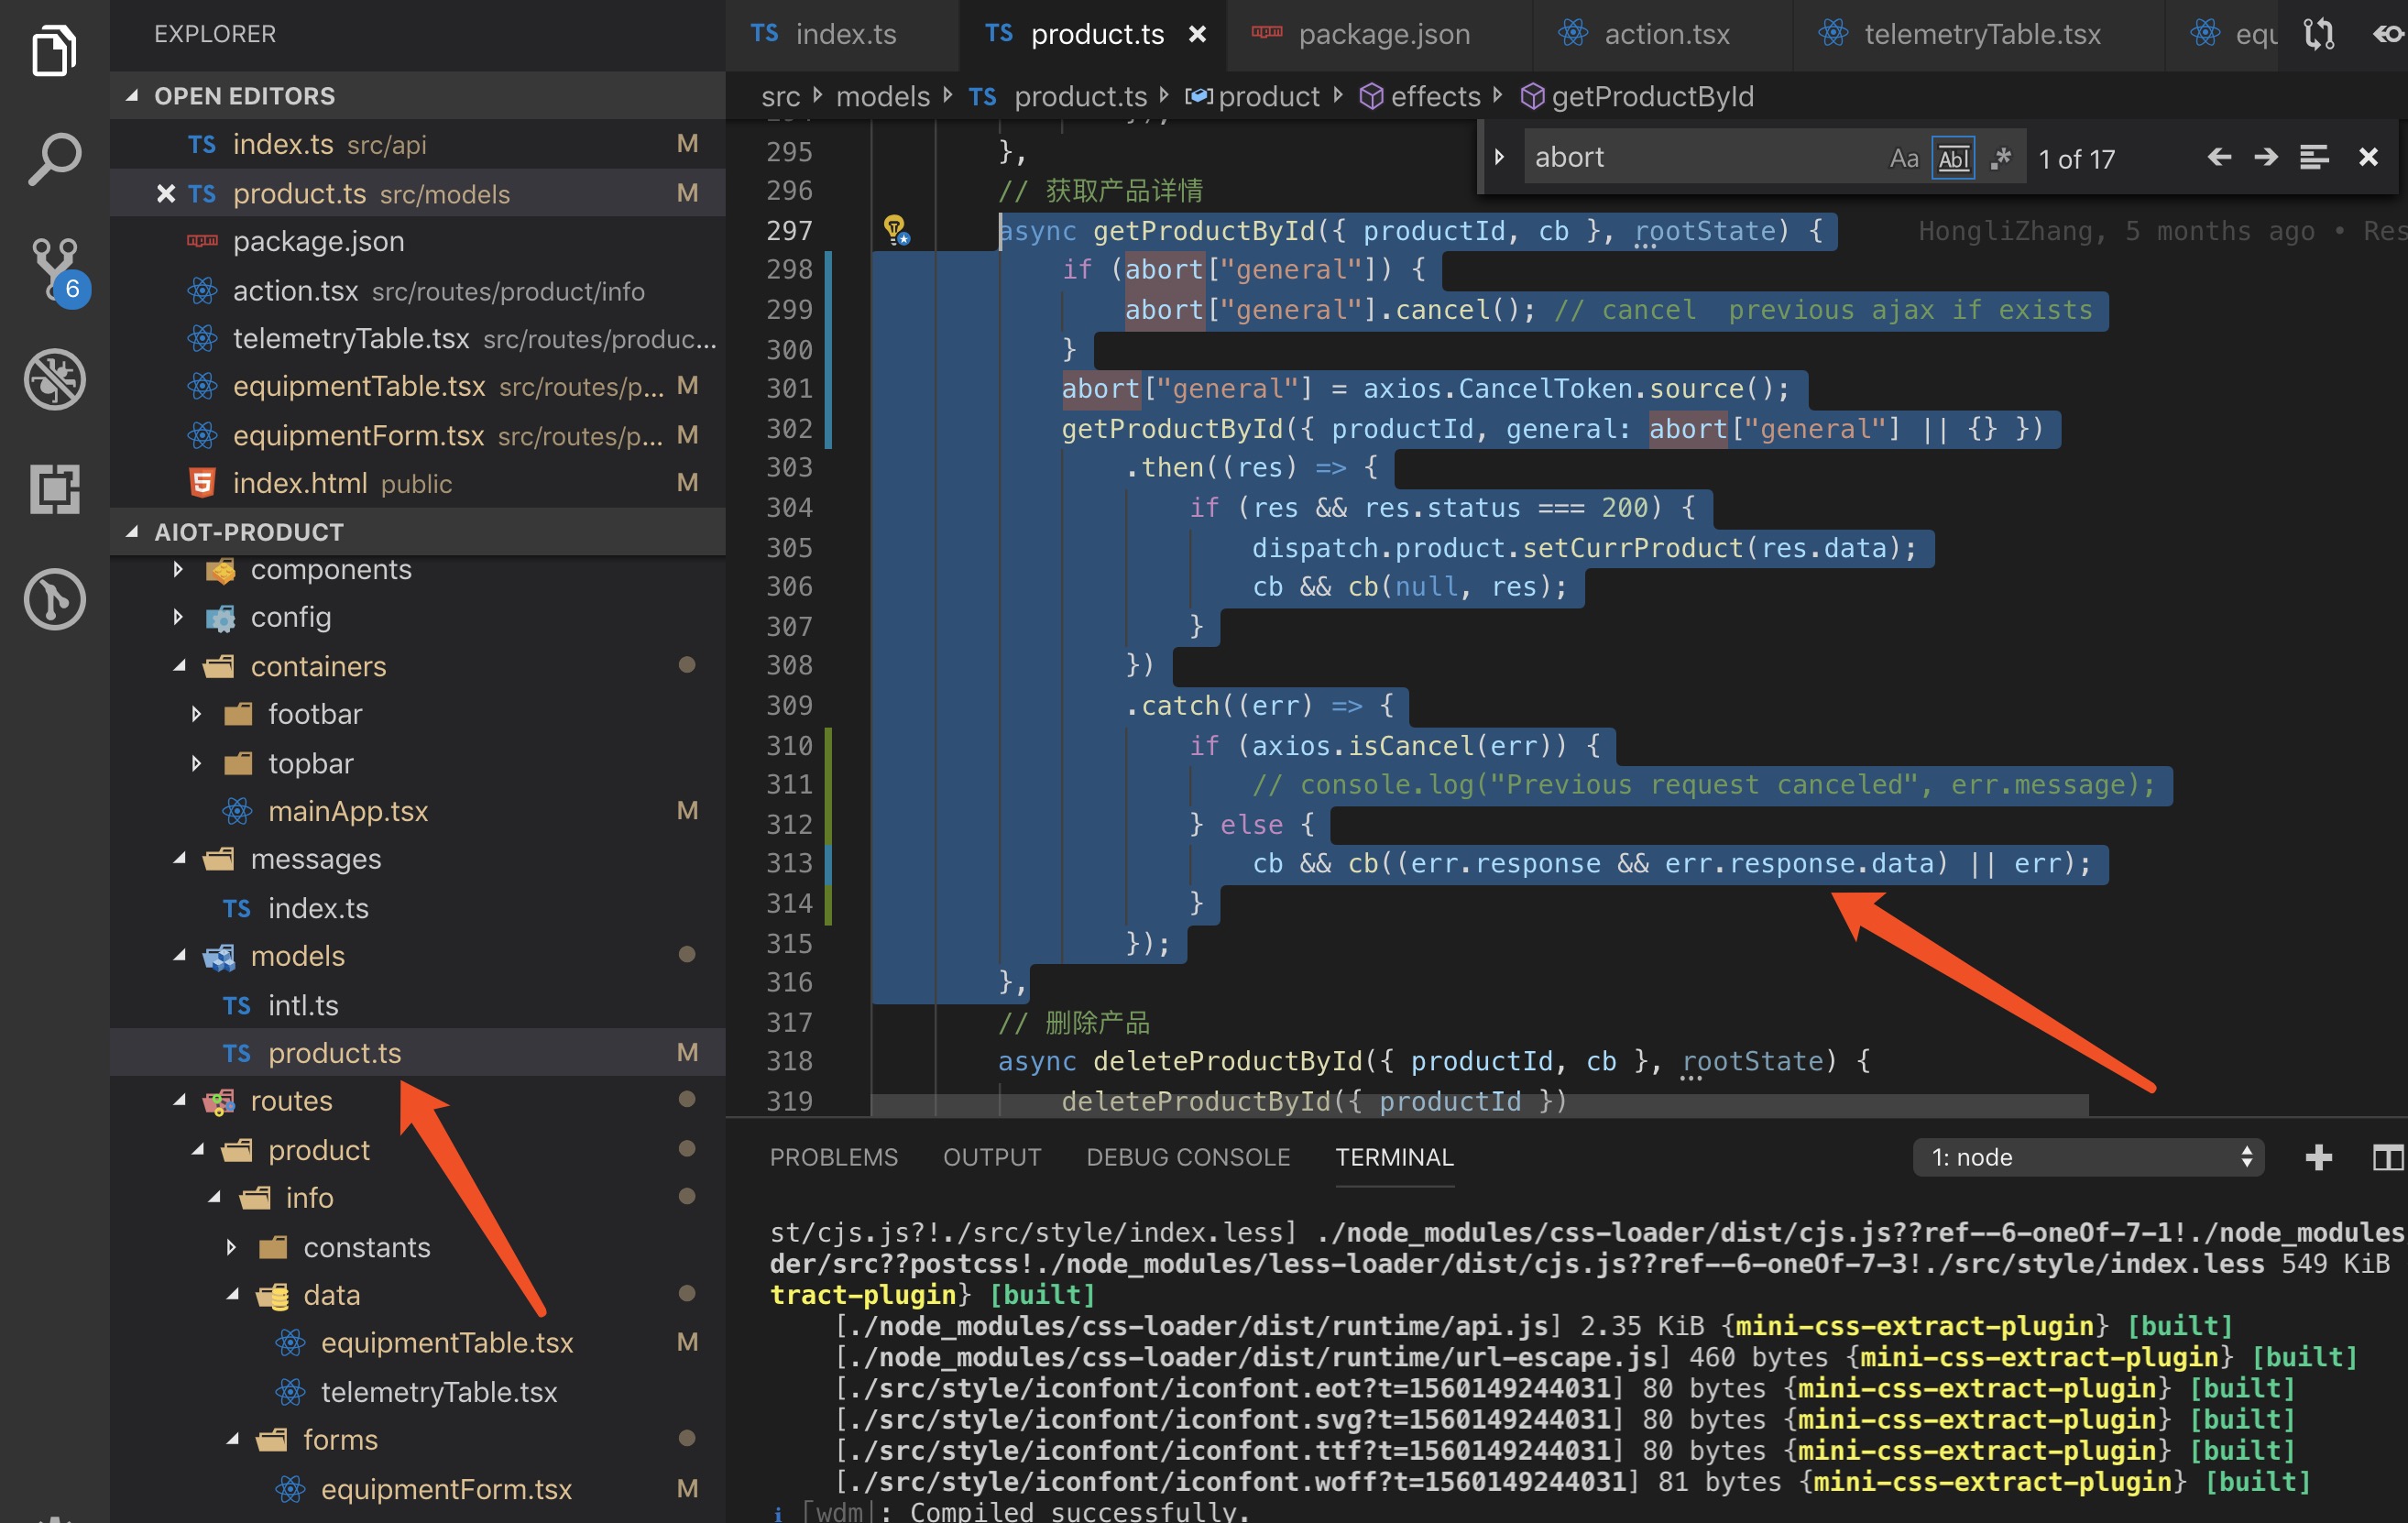 EXPLORER
OPEN EDITORS
TS index.ts src/api M
TS product.ts src/models M
package.json
action.tsx src/routes/product/info
telemetryTable.tsx src/routes/produc...
equipmentTable.tsx src/routes/p... M
equipmentForm.tsx src/routes/p... M
index.html public M
6
AIOT-PRODUCT
components
config
containers
footbar
topbar
mainApp.tsx M
messages
TS index.ts
models
TS intl.ts
TS product.ts M
routes
product
info
constants
data
equipmentTable.tsx M
telemetryTable.tsx
forms
equipmentForm.tsx M
TS index.ts TS product.ts package.json action.tsx telemetryTable.tsx equ
src models TS product.ts product effects getProductById
abort Aa Abl .* 1 of 17
295 },
296 // 获取产品详情
297 async getProductById({ productId, cb }, rootState) { HongliZhang, 5 months ago • Res
298 if (abort["general"]) {
299 abort["general"].cancel(); // cancel  previous ajax if exists
300 }
301 abort["general"] = axios.CancelToken.source();
302 getProductById({ productId, general: abort["general"] || {} })
303 .then((res) => {
304 if (res && res.status === 200) {
305 dispatch.product.setCurrProduct(res.data);
306 cb && cb(null, res);
307 }
308 })
309 .catch((err) => {
310 if (axios.isCancel(err)) {
311 // console.log("Previous request canceled", err.message);
312 } else {
313 cb && cb((err.response && err.response.data) || err);
314 }
315 });
316 },
317 // 删除产品
318 async deleteProductById({ productId, cb }, rootState) {
319 deleteProductById({ productId })
PROBLEMS OUTPUT DEBUG CONSOLE TERMINAL 1: node
st/cjs.js?!./src/style/index.less] ./node_modules/css-loader/dist/cjs.js??ref--6-oneOf-7-1!./node_modules
der/src??postcss!./node_modules/less-loader/dist/cjs.js??ref--6-oneOf-7-3!./src/style/index.less 549 KiB
tract-plugin} [built]
[./node_modules/css-loader/dist/runtime/api.js] 2.35 KiB {mini-css-extract-plugin} [built]
[./node_modules/css-loader/dist/runtime/url-escape.js] 460 bytes {mini-css-extract-plugin} [built]
[./src/style/iconfont/iconfont.eot?t=1560149244031] 80 bytes {mini-css-extract-plugin} [built]
[./src/style/iconfont/iconfont.svg?t=1560149244031] 80 bytes {mini-css-extract-plugin} [built]
[./src/style/iconfont/iconfont.ttf?t=1560149244031] 80 bytes {mini-css-extract-plugin} [built]
[./src/style/iconfont/iconfont.woff?t=1560149244031] 81 bytes {mini-css-extract-plugin} [built]
i [wdm]: Compiled successfully.